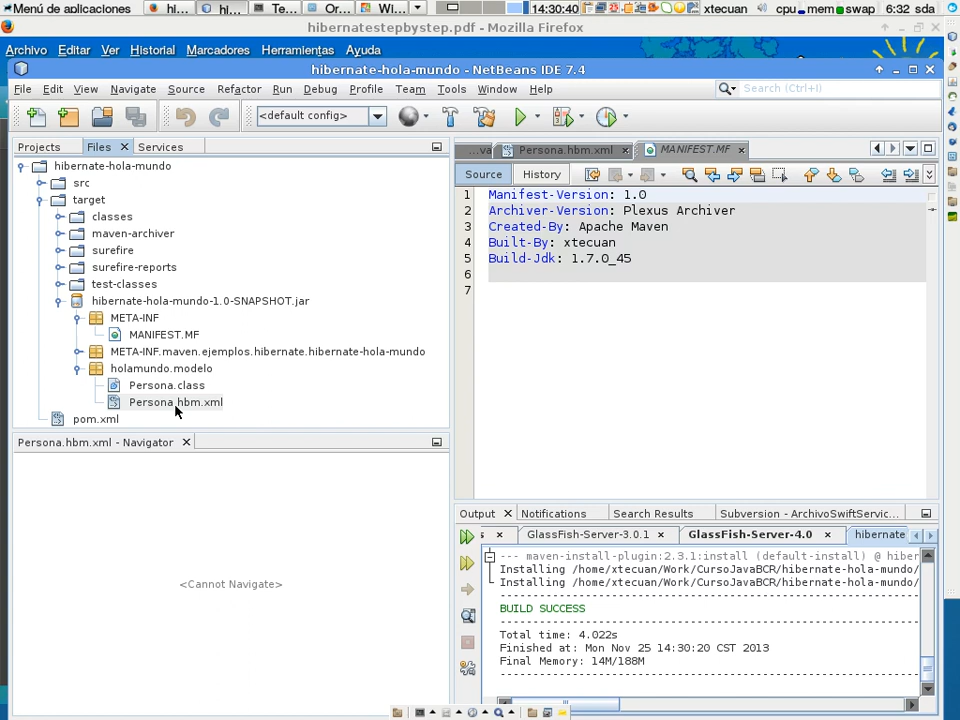 Menú de aplicaciones
hi...
hi...
Te...
Or...
Wi...
14:30:40
xtecuan
cpu
mem
swap
6:32 sda
hibernatestepbystep.pdf - Mozilla Firefox
Archivo Editar Ver Historial Marcadores Herramientas Ayuda
hibernate-hola-mundo - NetBeans IDE 7.4
File Edit View Navigate Source Refactor Run Debug Profile Team Tools Window Help
Search (Ctrl+I)
<default config>
Projects Files Services
hibernate-hola-mundo
src
target
classes
maven-archiver
surefire
surefire-reports
test-classes
hibernate-hola-mundo-1.0-SNAPSHOT.jar
META-INF
MANIFEST.MF
META-INF.maven.ejemplos.hibernate.hibernate-hola-mundo
holamundo.modelo
Persona.class
Persona.hbm.xml
pom.xml
Persona.hbm.xml - Navigator
<Cannot Navigate>
...va Persona.hbm.xml MANIFEST.MF
Source History
1 Manifest-Version: 1.0
2 Archiver-Version: Plexus Archiver
3 Created-By: Apache Maven
4 Built-By: xtecuan
5 Build-Jdk: 1.7.0_45
6
7
Output Notifications Search Results Subversion - ArchivoSwiftServic...
s GlassFish-Server-3.0.1 GlassFish-Server-4.0 hibernate
--- maven-install-plugin:2.3.1:install (default-install) @ hiber
Installing /home/xtecuan/Work/CursoJavaBCR/hibernate-hola-mundo/
Installing /home/xtecuan/Work/CursoJavaBCR/hibernate-hola-mundo/
------------------------------------------------------------------------
BUILD SUCCESS
------------------------------------------------------------------------
Total time: 4.022s
Finished at: Mon Nov 25 14:30:20 CST 2013
Final Memory: 14M/188M
------------------------------------------------------------------------